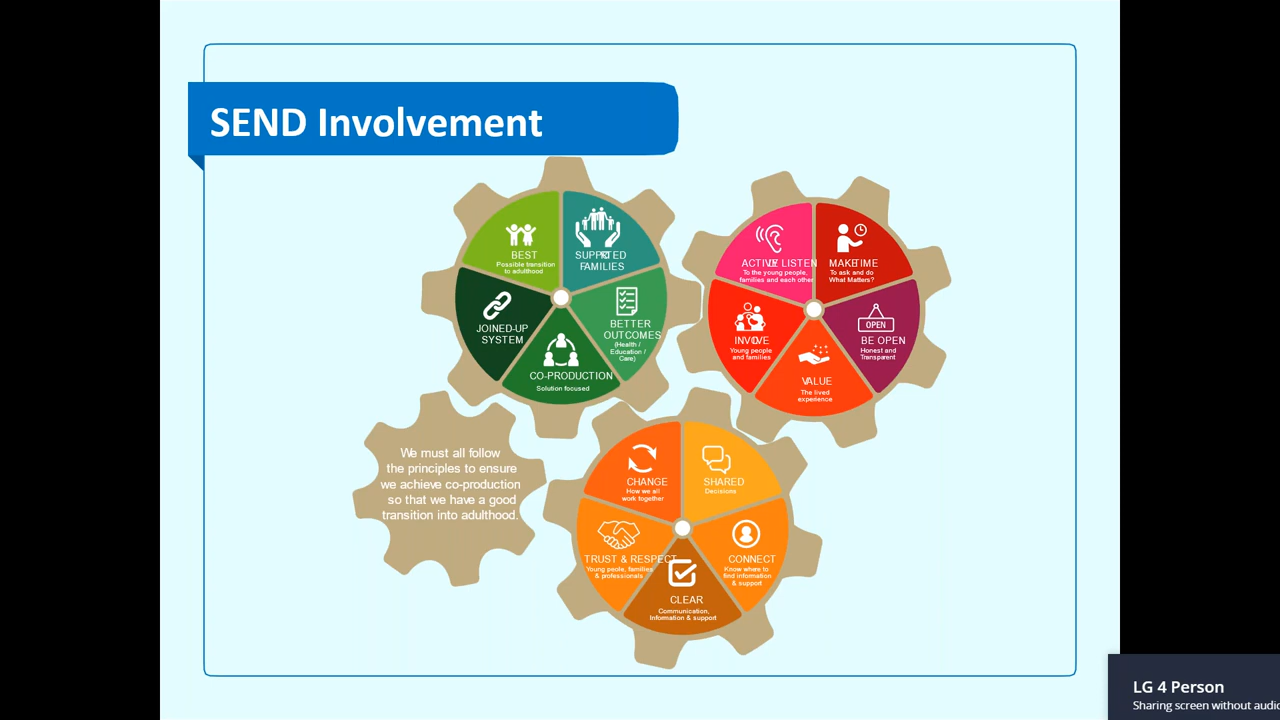 SEND Involvement
BEST
Possible transition
to adulthood
SUPPORTED
FAMILIES
BETTER
OUTCOMES
(Health /
Education /
Care)
CO-PRODUCTION
Solution focused
JOINED-UP
SYSTEM
ACTIVE LISTEN
To the young people,
families and each other
MAKE TIME
To ask and do
What Matters?
BE OPEN
Honest and
Transparent
OPEN
VALUE
The lived
experience
INVOLVE
Young people
and families
We must all follow
the principles to ensure
we achieve co-production
so that we have a good
transition into adulthood.
CHANGE
How we all
work together
SHARED
Decisions
CONNECT
Know where to
find information
& support
CLEAR
Communication,
Information & support
TRUST & RESPECT
Young peole, families
& professionals
LG 4 Person
Sharing screen without audio